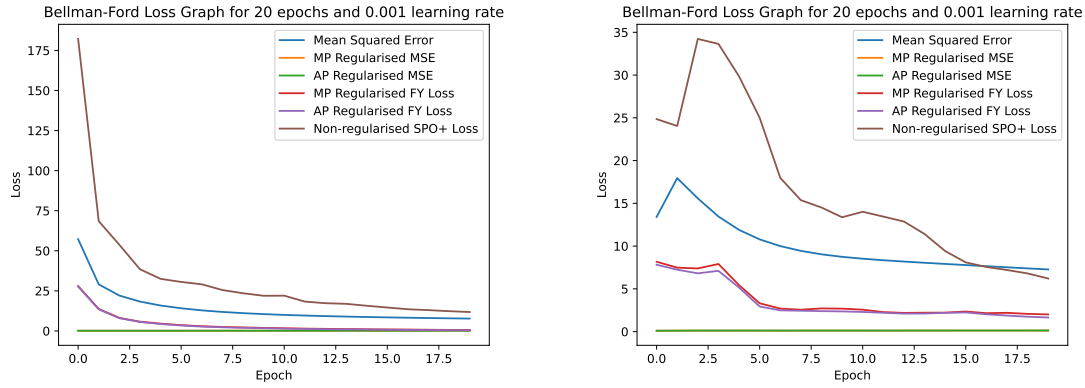 Bellman-Ford Loss Graph for 20 epochs and 0.001 learning rate
175
150
125
100
75
50
25
0
Loss
0.0 2.5 5.0 7.5 10.0 12.5 15.0 17.5
Epoch
Mean Squared Error
MP Regularised MSE
AP Regularised MSE
MP Regularised FY Loss
AP Regularised FY Loss
Non-regularised SPO+ Loss
Bellman-Ford Loss Graph for 20 epochs and 0.001 learning rate
35
30
25
20
15
10
5
0
Loss
0.0 2.5 5.0 7.5 10.0 12.5 15.0 17.5
Epoch
Mean Squared Error
MP Regularised MSE
AP Regularised MSE
MP Regularised FY Loss
AP Regularised FY Loss
Non-regularised SPO+ Loss